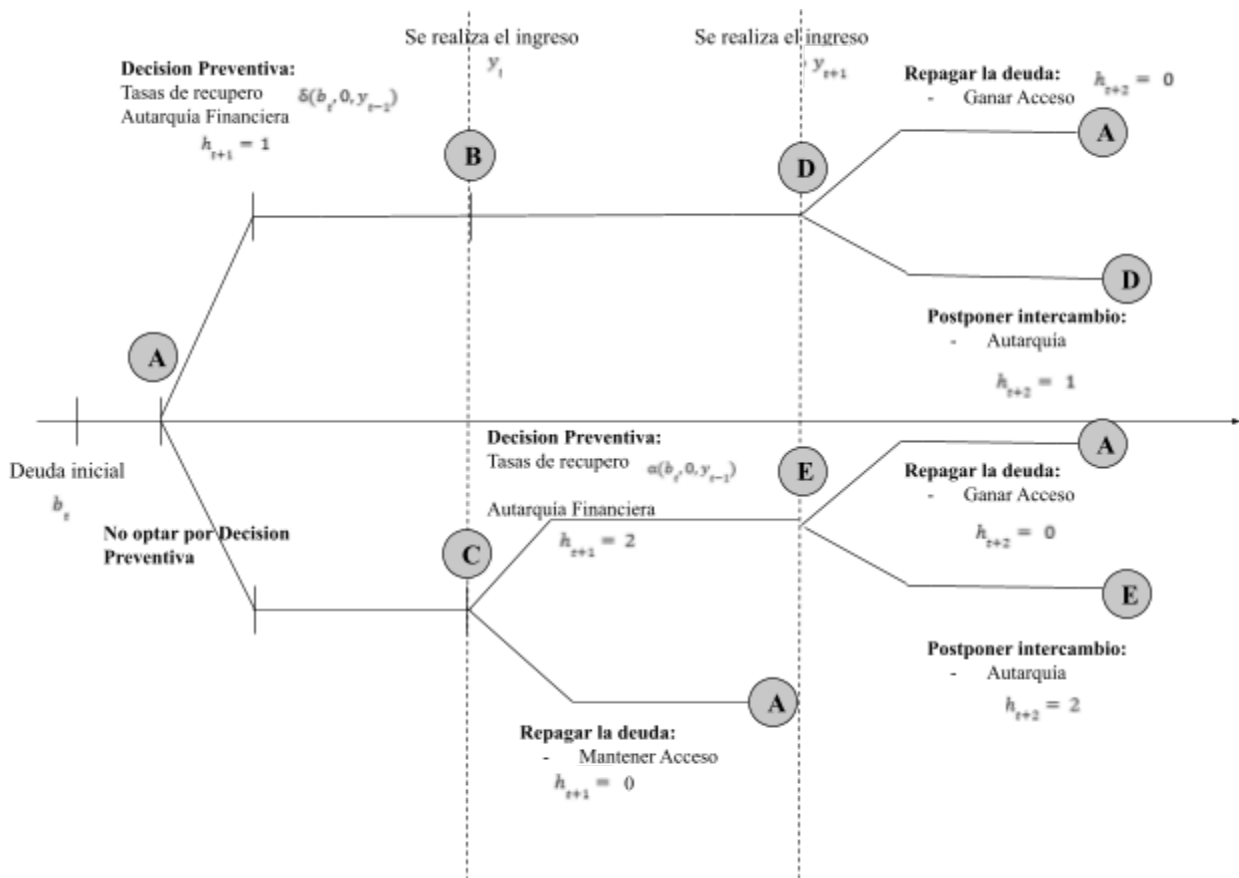 Se realiza el ingreso
y_t
Se realiza el ingreso
y_{t+1}
Decision Preventiva:
Tasas de recupero δ(b_t, 0, y_{t-1})
Autarquía Financiera
h_{t+1} = 1
Repagar la deuda: h_{t+2} = 0
- Ganar Acceso
B
D
A
D
Postponer intercambio:
- Autarquía
h_{t+2} = 1
A
Deuda inicial
b_t
No optar por Decision
Preventiva
Decision Preventiva:
Tasas de recupero α(b_t, 0, y_{t-1})
Autarquía Financiera
h_{t+1} = 2
C
E
A
Repagar la deuda:
- Ganar Acceso
h_{t+2} = 0
E
Postponer intercambio:
- Autarquía
h_{t+2} = 2
A
Repagar la deuda:
- Mantener Acceso
h_{t+1} = 0